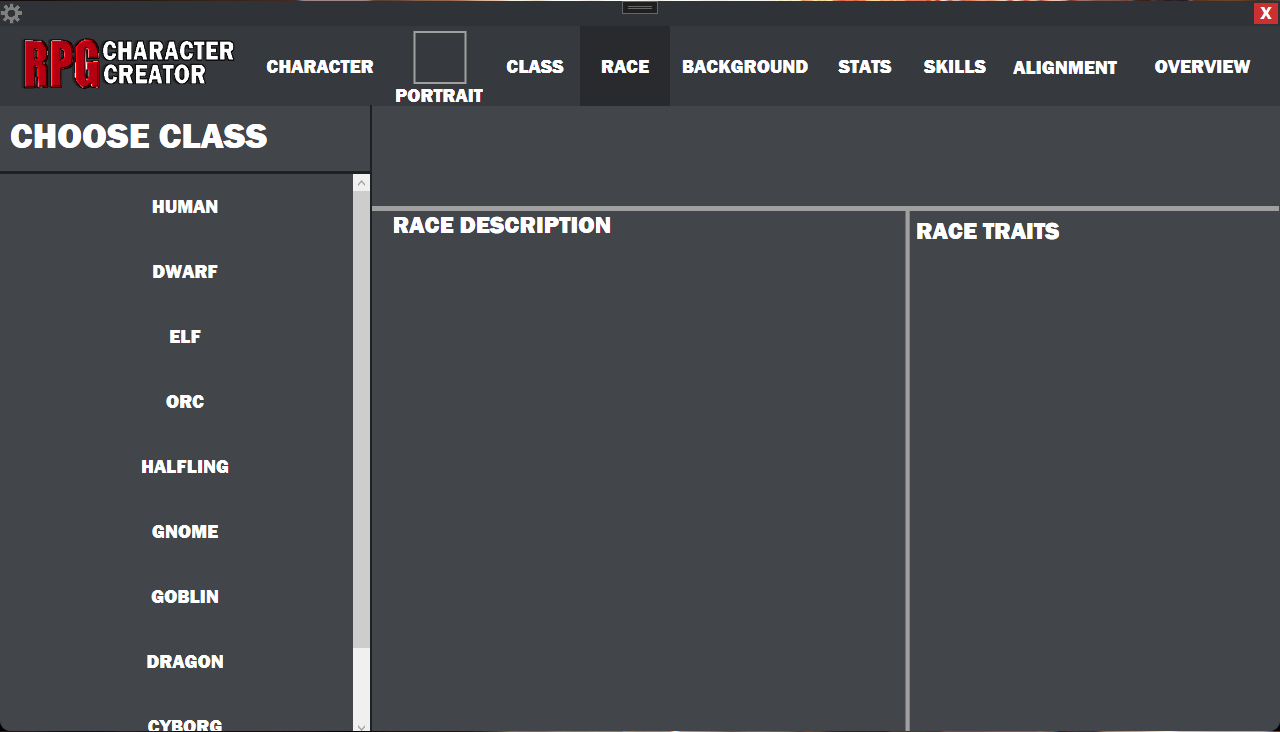 X
RPG CHARACTER
CREATOR
CHARACTER
PORTRAIT
CLASS
RACE
BACKGROUND
STATS
SKILLS
ALIGNMENT
OVERVIEW
CHOOSE CLASS
HUMAN
DWARF
ELF
ORC
HALFLING
GNOME
GOBLIN
DRAGON
CYBORG
RACE DESCRIPTION
RACE TRAITS